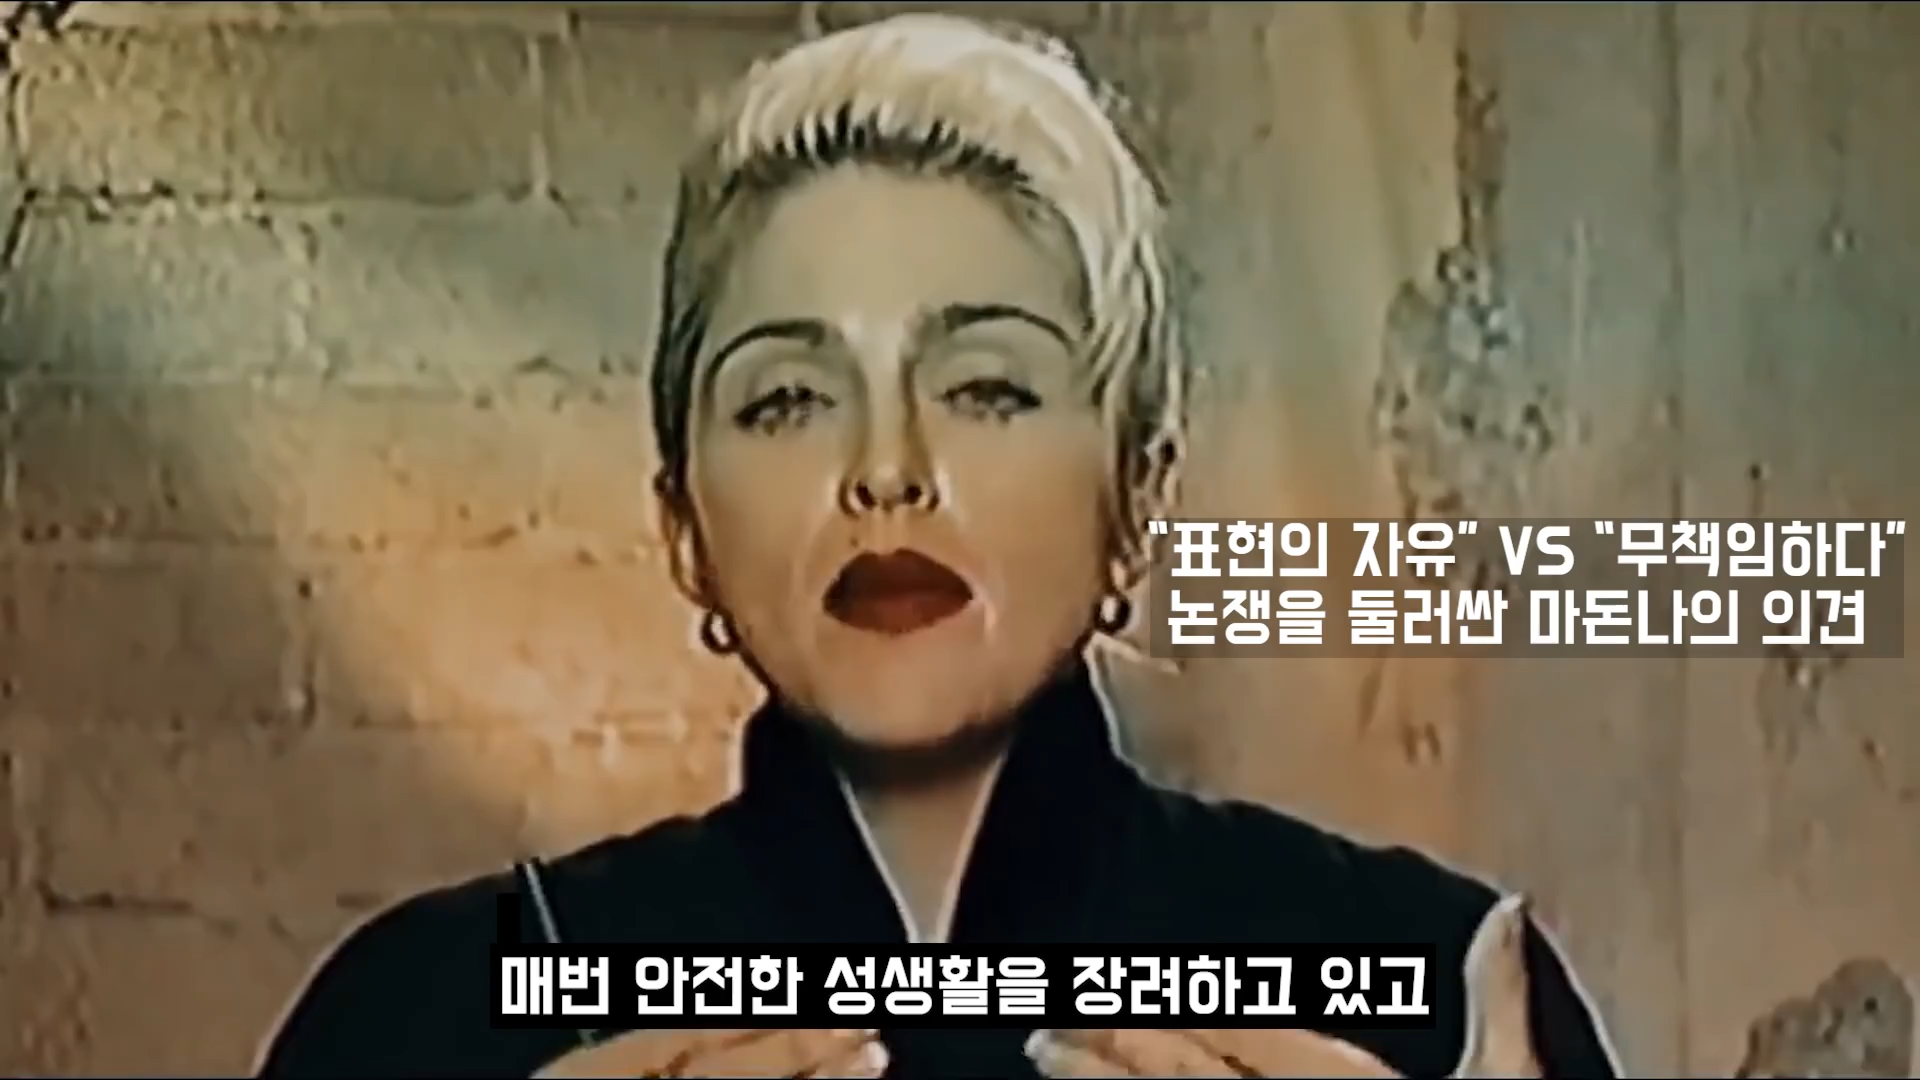 “표현의 자유” VS “무책임하다”
논쟁을 둘러싼 마돈나의 의견
매번 안전한 성생활을 장려하고 있고